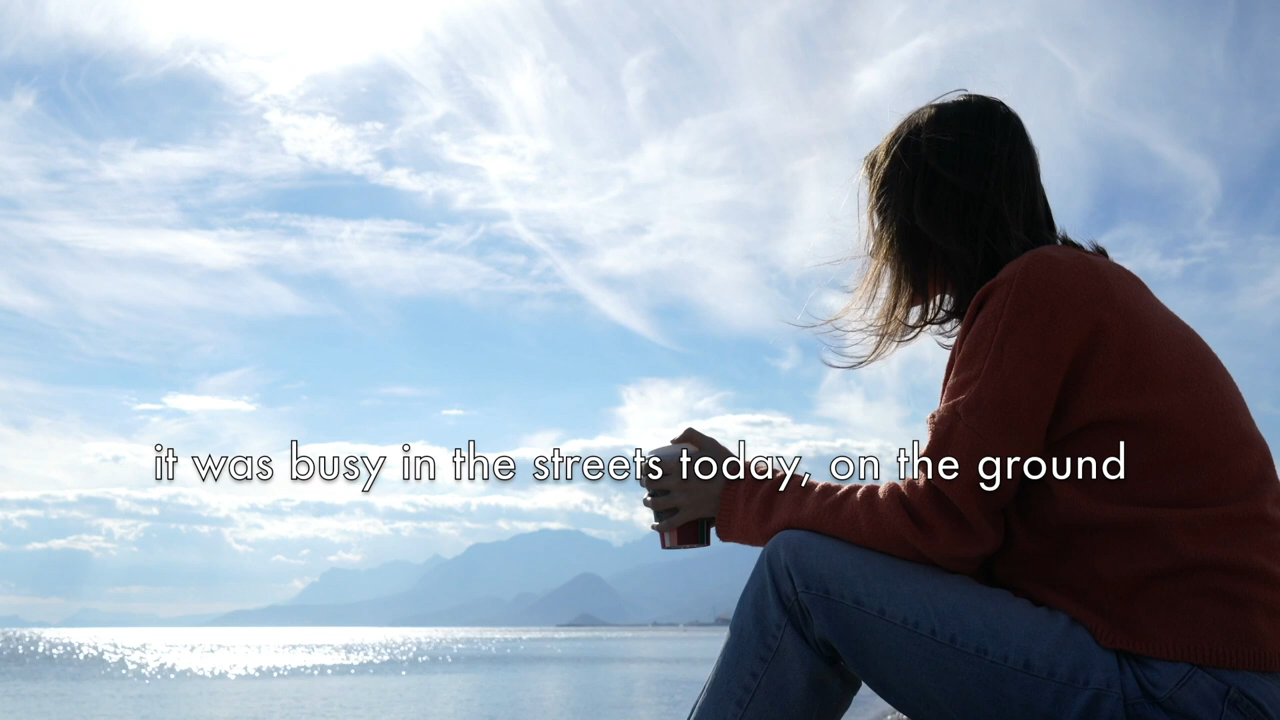 it was busy in the streets today, on the ground